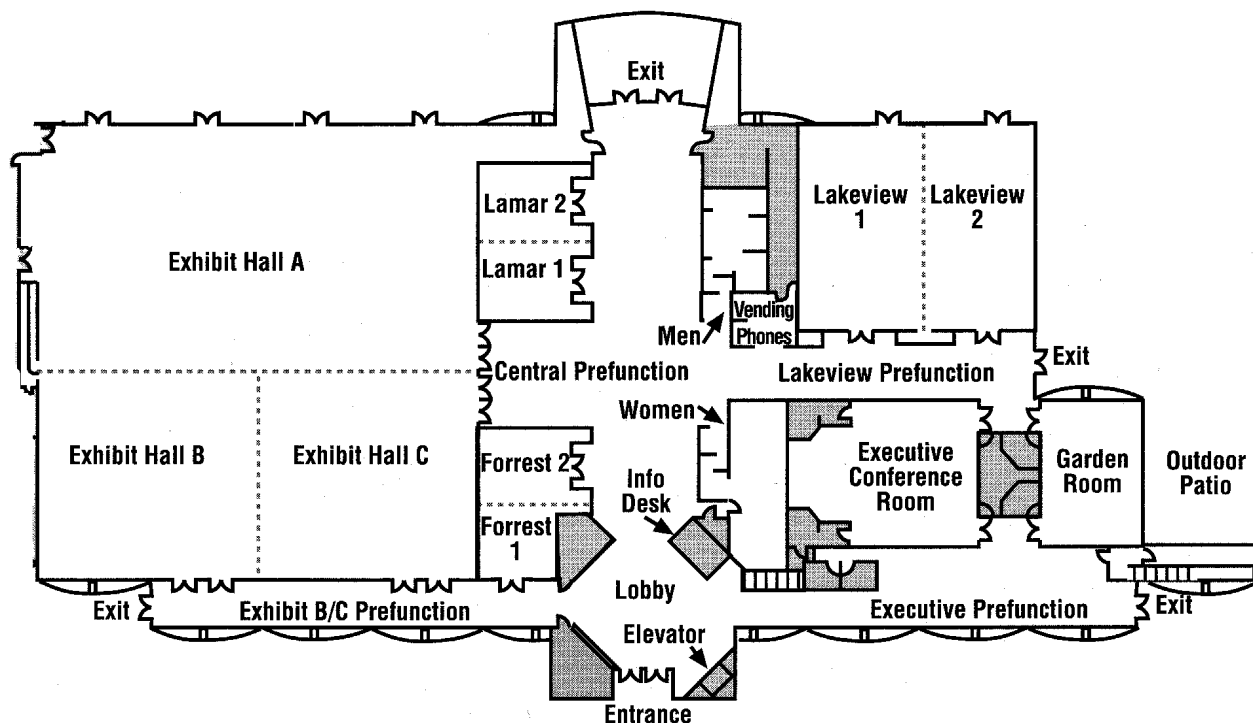 Exit
Lamar 2
Lakeview
1
Lakeview
2
Exhibit Hall A
Lamar 1
Vending
Men
Phones
Central Prefunction
Lakeview Prefunction
Exit
Women
Exhibit Hall B
Exhibit Hall C
Forrest 2
Info
Desk
Executive
Conference
Room
Garden
Room
Outdoor
Patio
Forrest
1
Lobby
Exit
Exhibit B/C Prefunction
Executive Prefunction
Exit
Elevator
Entrance